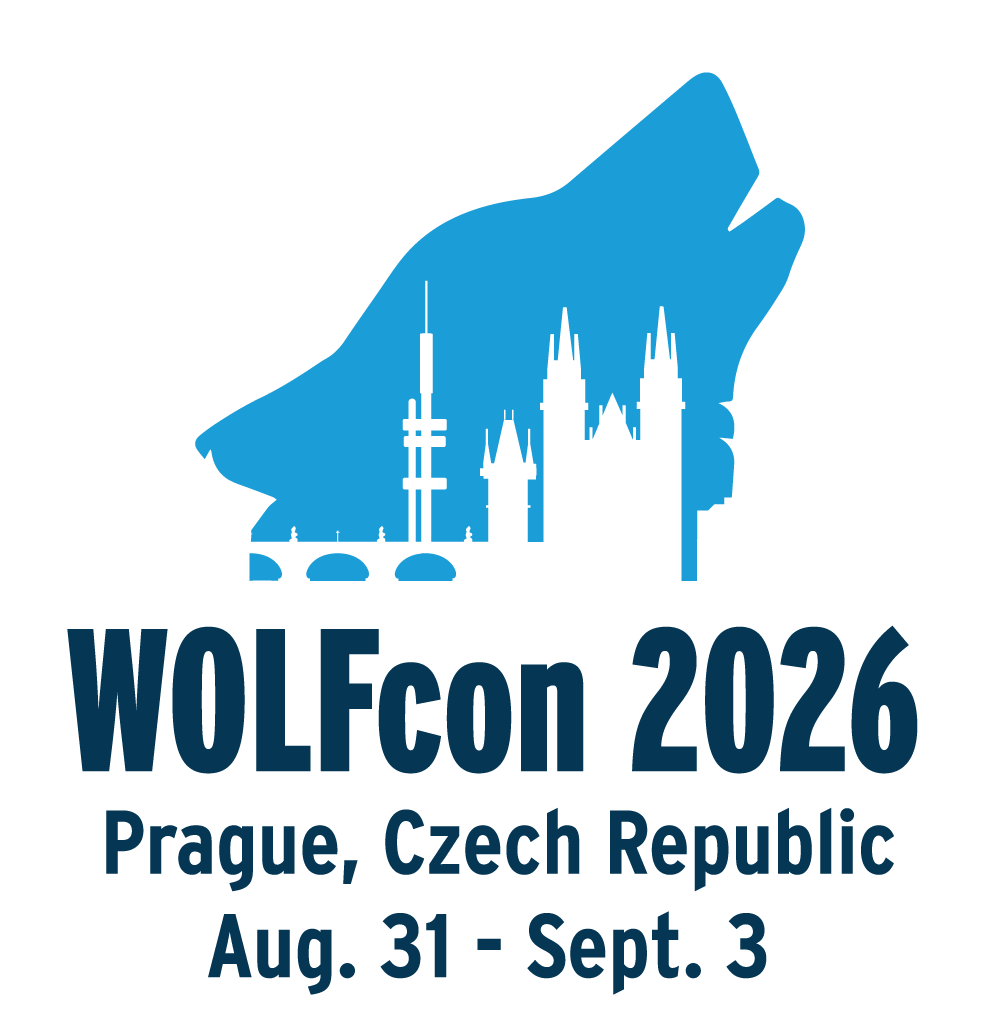 WOLFcon 2026
Prague, Czech Republic
Aug. 31 - Sept. 3